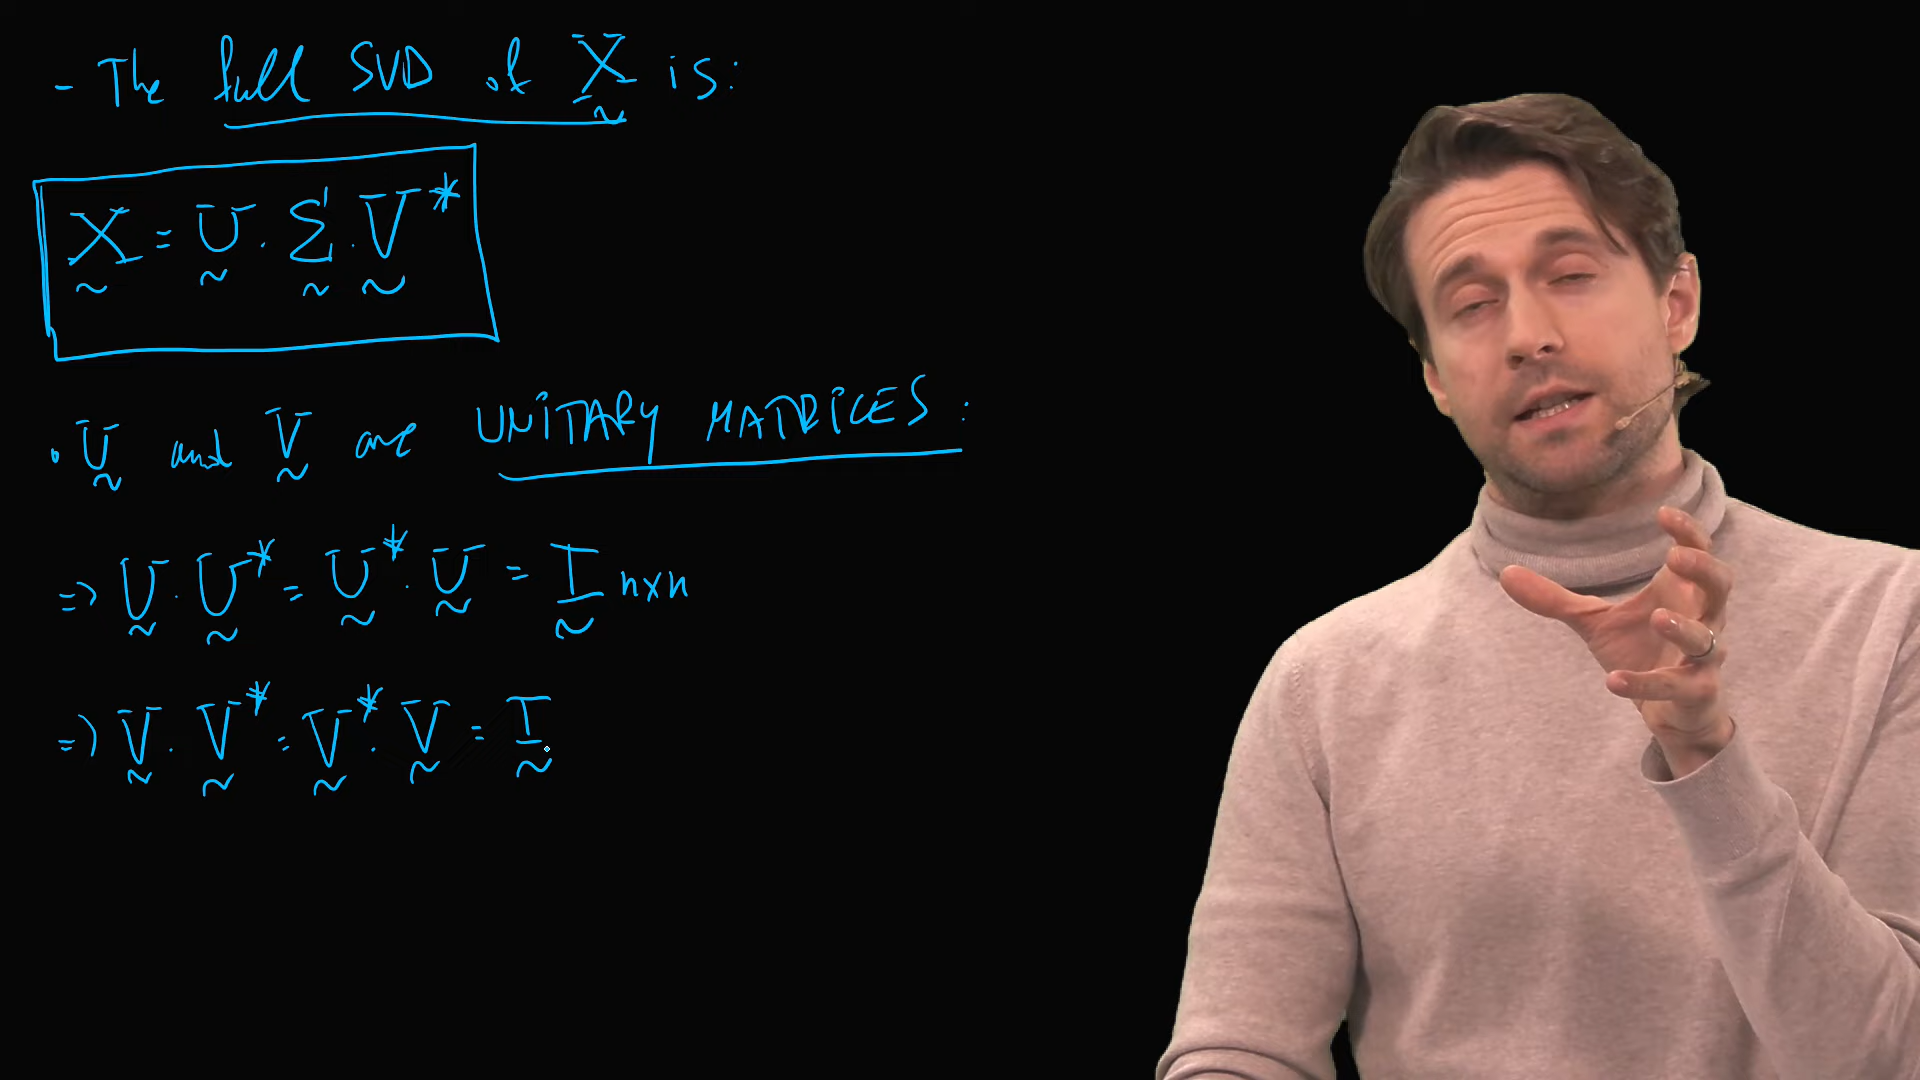 - The full SVD of X is:
X = U · Σ · V*
· U and V are UNITARY MATRICES:
=> U · U* = U* · U = I nxn
=> V · V* = V* · V = I